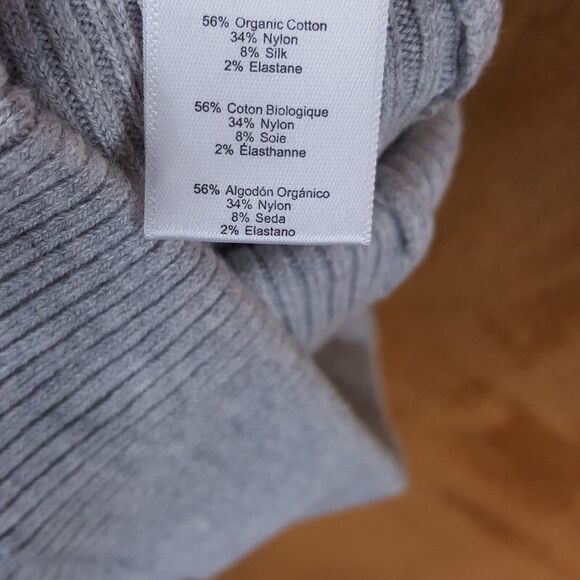 56% Organic Cotton
34% Nylon
8% Silk
2% Elastane
56% Coton Biologique
34% Nylon
8% Soie
2% Élasthanne
56% Algodón Orgánico
34% Nylon
8% Seda
2% Elastano